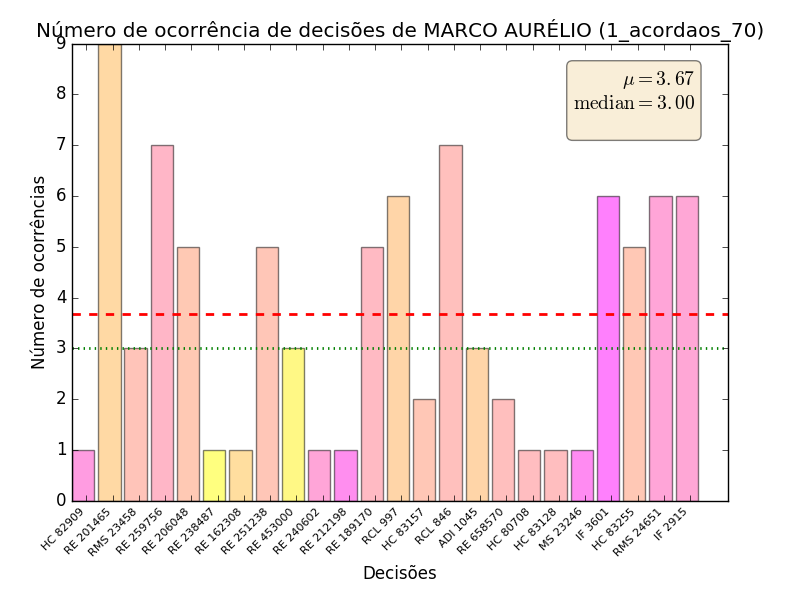 Número de ocorrência de decisões de MARCO AURÉLIO (1_acordaos_70)
μ = 3.67
median = 3.00
Número de ocorrências
9
8
7
6
5
4
3
2
1
0
HC 82909
RE 201465
RMS 23458
RE 259756
RE 206048
RE 238487
RE 162308
RE 251238
RE 453000
RE 240602
RE 212198
RE 189170
RCL 997
HC 83157
RCL 846
ADI 1045
RE 658570
HC 80708
HC 83128
MS 23246
IF 3601
HC 83255
RMS 24651
IF 2915
Decisões